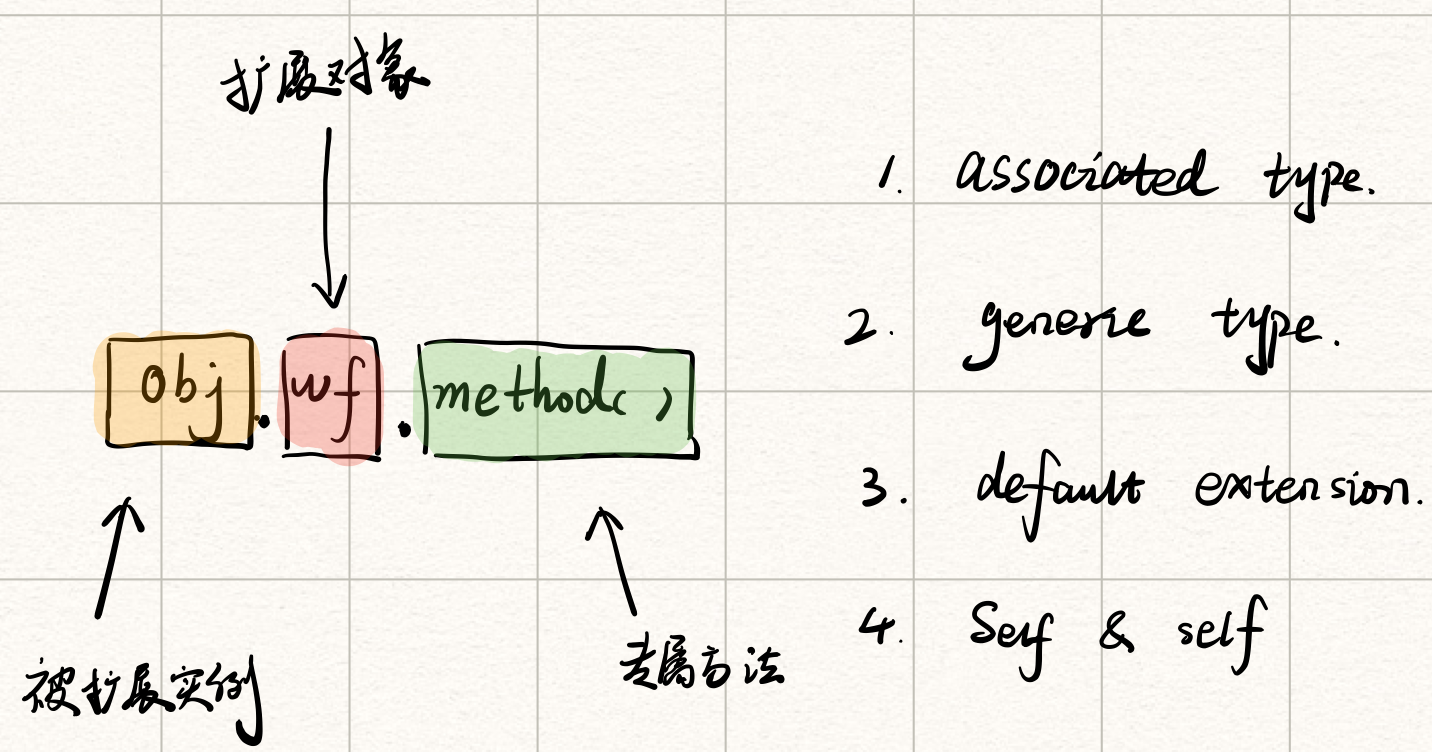 扩展对象
obj.wf.method()
被扩展实例
专属方法
1. associated type.
2. generic type.
3. default extension.
4. Self & self